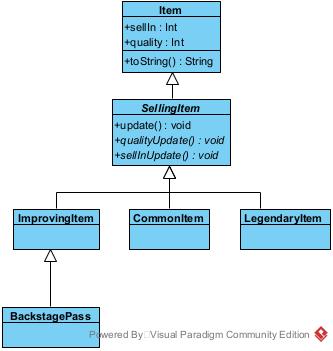 Item
+sellIn : Int
+quality : Int
+toString() : String
SellingItem
+update() : void
+qualityUpdate() : void
+sellInUpdate() : void
ImprovingItem
CommonItem
LegendaryItem
BackstagePass
Powered By Visual Paradigm Community Edition